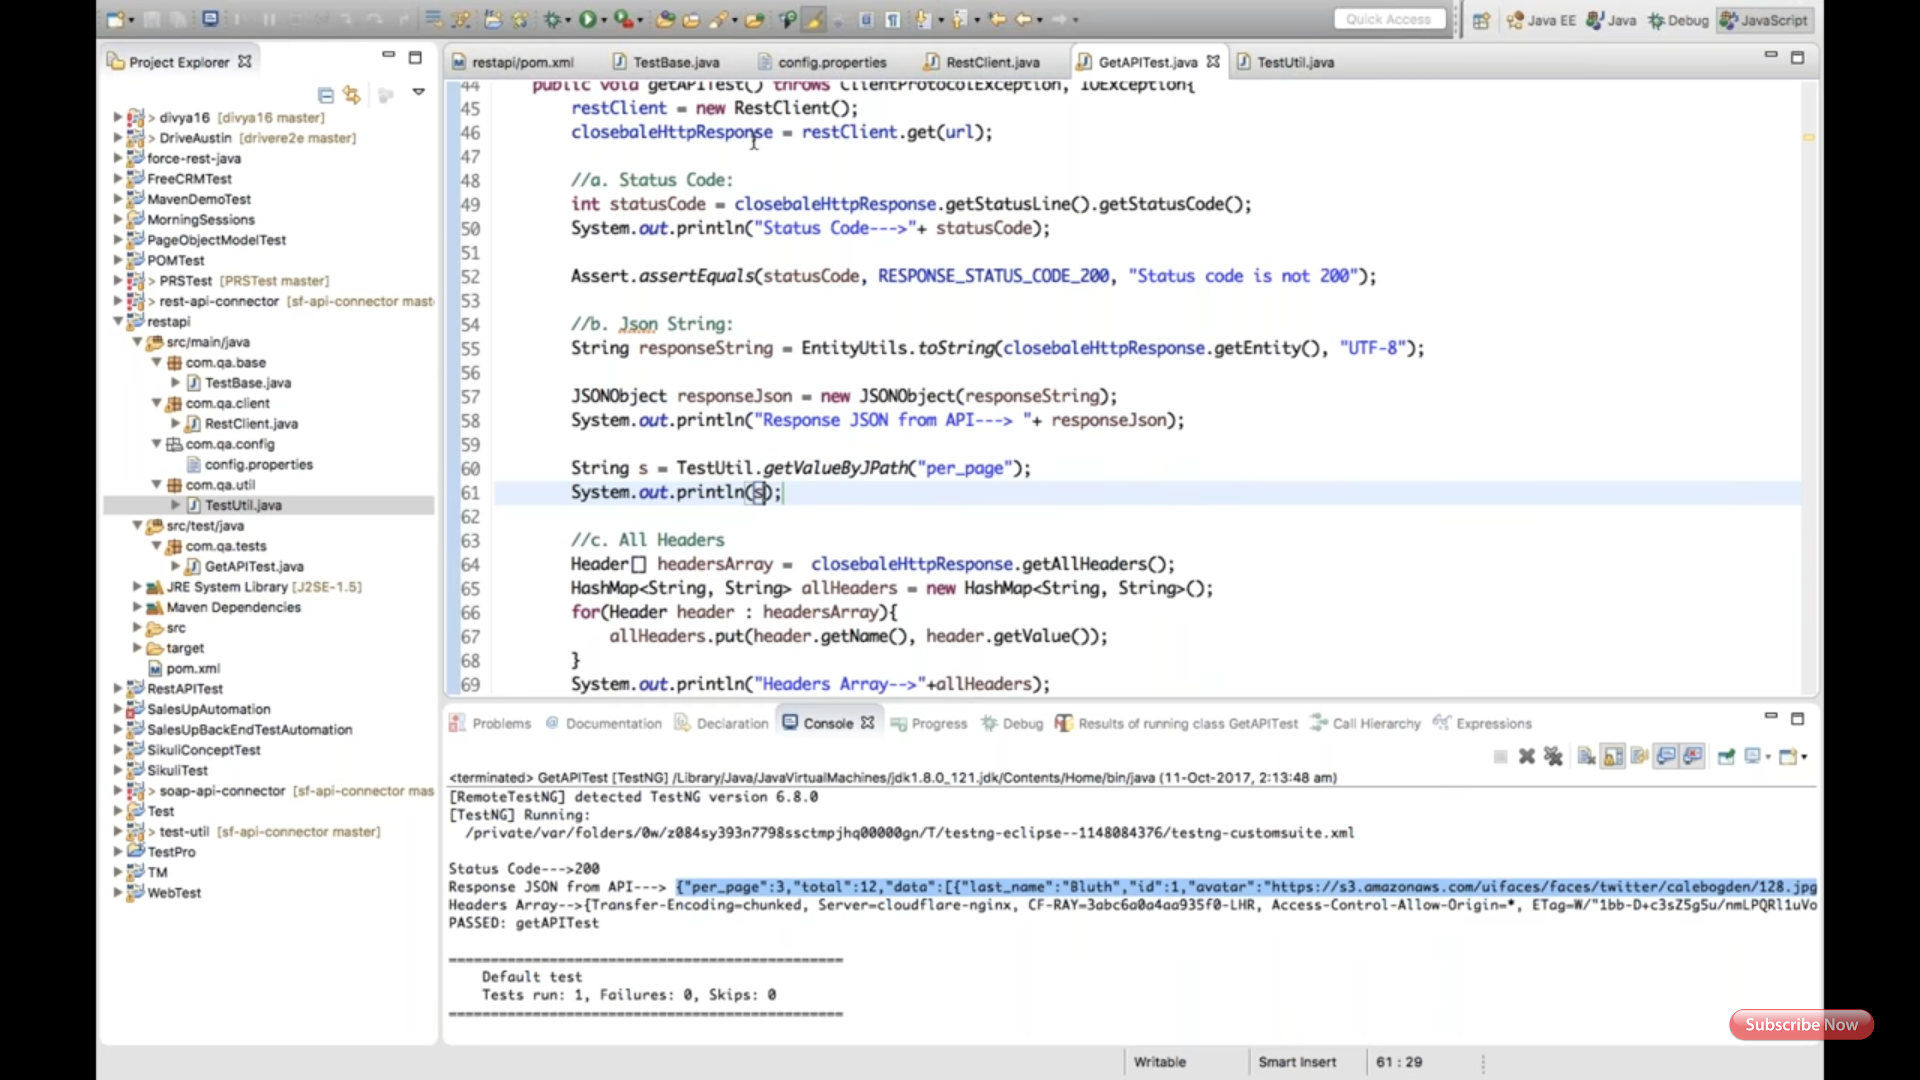 Quick Access
Java EE
Java
Debug
JavaScript
Project Explorer
restapi/pom.xml
TestBase.java
config.properties
RestClient.java
GetAPITest.java
TestUtil.java
> divya16 [divya16 master]
> DriveAustin [drivere2e master]
force-rest-java
FreeCRMTest
MavenDemoTest
MorningSessions
PageObjectModelTest
POMTest
> PRSTest [PRSTest master]
> rest-api-connector [sf-api-connector mast
restapi
src/main/java
com.qa.base
TestBase.java
com.qa.client
RestClient.java
com.qa.config
config.properties
com.qa.util
TestUtil.java
src/test/java
com.qa.tests
GetAPITest.java
JRE System Library [J2SE-1.5]
Maven Dependencies
src
target
pom.xml
RestAPITest
SalesUpAutomation
SalesUpBackEndTestAutomation
SikuliConceptTest
SikuliTest
> soap-api-connector [sf-api-connector mas
Test
> test-util [sf-api-connector master]
TestPro
TM
WebTest
44 public void getAPITest() throws ClientProtocolException, IOException{
45 restClient = new RestClient();
46 closebaleHttpResponse = restClient.get(url);
47
48 //a. Status Code:
49 int statusCode = closebaleHttpResponse.getStatusLine().getStatusCode();
50 System.out.println("Status Code--->"+ statusCode);
51
52 Assert.assertEquals(statusCode, RESPONSE_STATUS_CODE_200, "Status code is not 200");
53
54 //b. Json String:
55 String responseString = EntityUtils.toString(closebaleHttpResponse.getEntity(), "UTF-8");
56
57 JSONObject responseJson = new JSONObject(responseString);
58 System.out.println("Response JSON from API---> "+ responseJson);
59
60 String s = TestUtil.getValueByJPath("per_page");
61 System.out.println(s);
62
63 //c. All Headers
64 Header[] headersArray =  closebaleHttpResponse.getAllHeaders();
65 HashMap<String, String> allHeaders = new HashMap<String, String>();
66 for(Header header : headersArray){
67 allHeaders.put(header.getName(), header.getValue());
68 }
69 System.out.println("Headers Array-->"+allHeaders);
Problems
Documentation
Declaration
Console
Progress
Debug
Results of running class GetAPITest
Call Hierarchy
Expressions
<terminated> GetAPITest [TestNG] /Library/Java/JavaVirtualMachines/jdk1.8.0_121.jdk/Contents/Home/bin/java (11-Oct-2017, 2:13:48 am)
[RemoteTestNG] detected TestNG version 6.8.0
[TestNG] Running:
/private/var/folders/0w/z084sy393n7798ssctmpjhq00000gn/T/testng-eclipse--1148084376/testng-customsuite.xml
Status Code--->200
Response JSON from API---> {"per_page":3,"total":12,"data":[{"last_name":"Bluth","id":1,"avatar":"https://s3.amazonaws.com/uifaces/faces/twitter/calebogden/128.jpg
Headers Array-->{Transfer-Encoding=chunked, Server=cloudflare-nginx, CF-RAY=3abc6a0a4aa935f0-LHR, Access-Control-Allow-Origin=*, ETag=W/"1bb-D+c3sZ5g5u/nmLPQRl1uVo
PASSED: getAPITest
===============================================
Default test
Tests run: 1, Failures: 0, Skips: 0
===============================================
Subscribe Now
Writable
Smart Insert
61 : 29